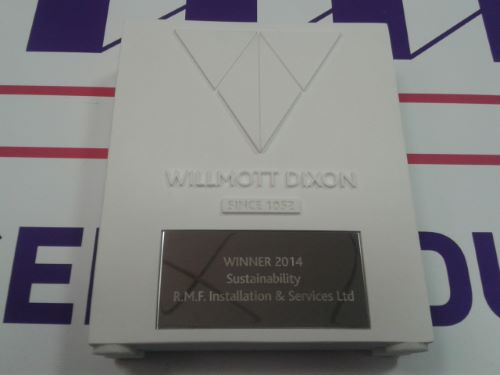 WILLMOTT DIXON
SINCE 1852
WINNER 2014
Sustainability
R.M.F. Installation & Services Ltd